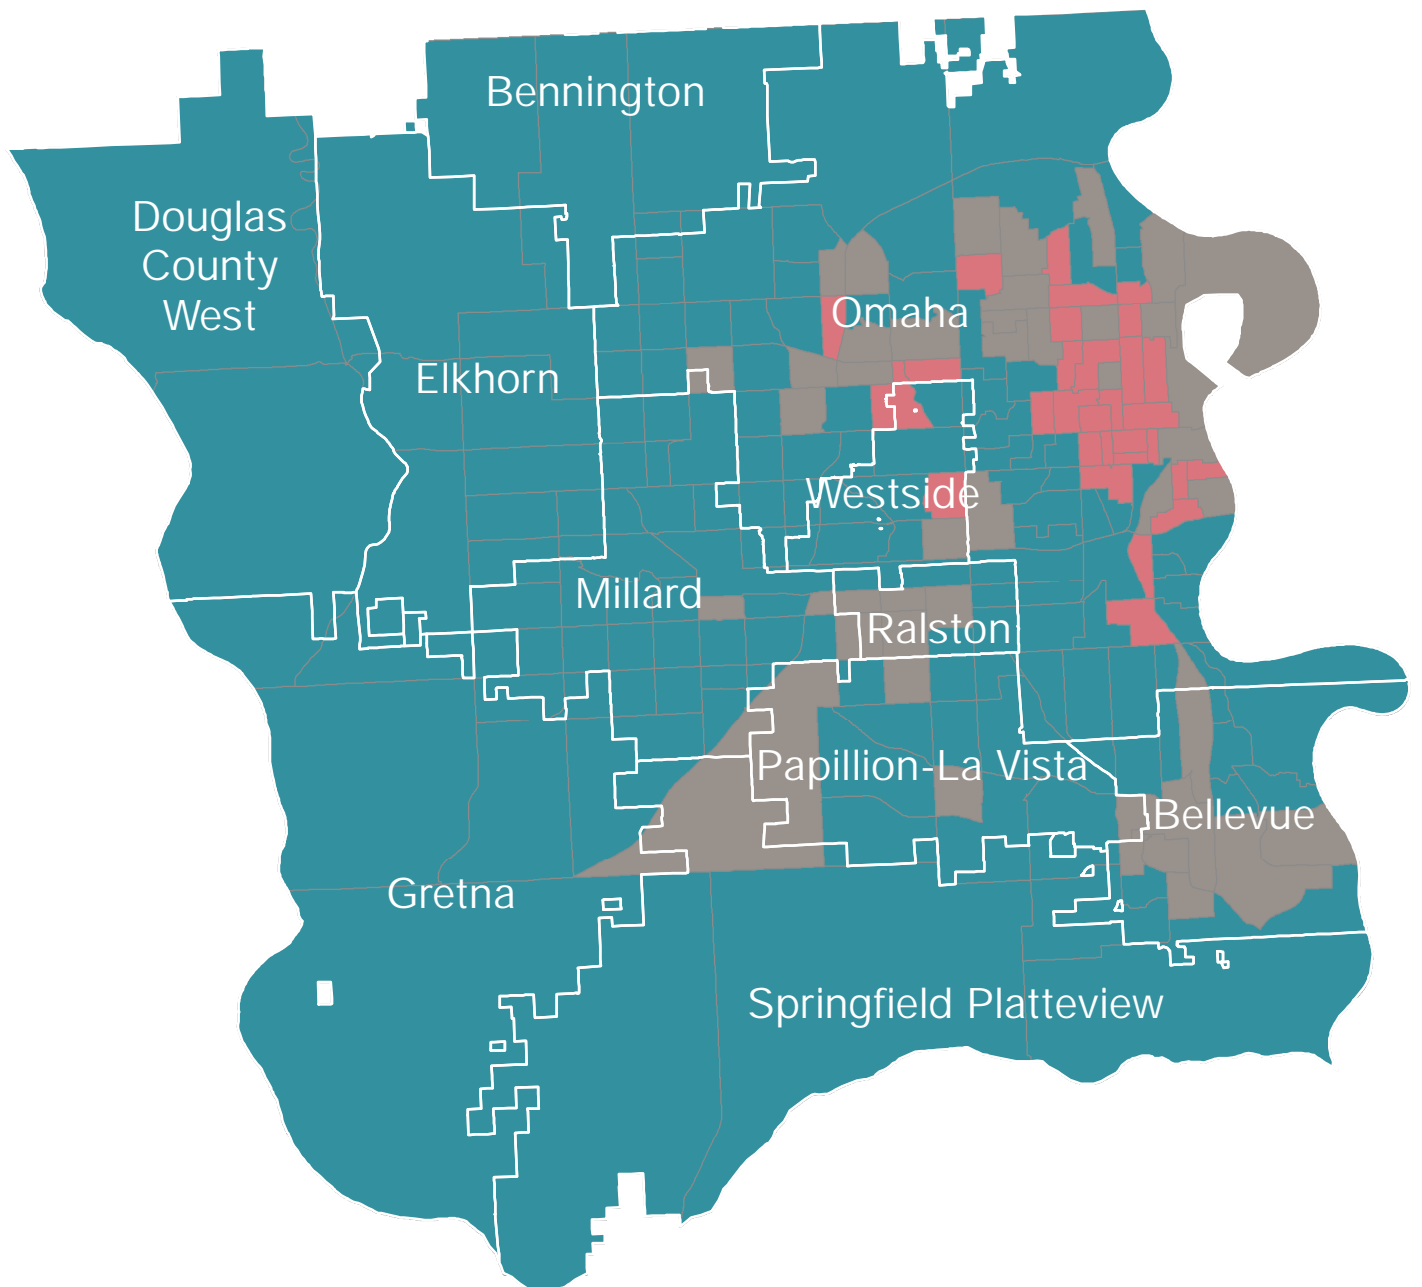 Bennington
Douglas
County
West
Omaha
Elkhorn
Westside
Millard
Ralston
Papillion-La Vista
Bellevue
Gretna
Springfield Platteview